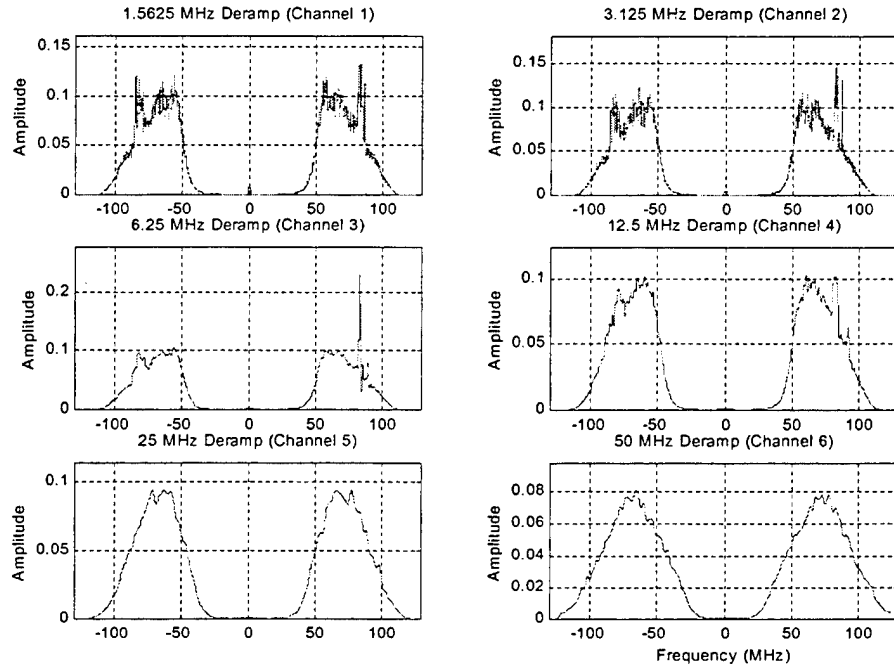 1.5625 MHz Deramp (Channel 1)
0.15
0.1
0.05
0
Amplitude
-100 -50 0 50 100
3.125 MHz Deramp (Channel 2)
0.15
0.1
0.05
0
Amplitude
-100 -50 0 50 100
6.25 MHz Deramp (Channel 3)
0.2
0.1
0
Amplitude
-100 -50 0 50 100
12.5 MHz Deramp (Channel 4)
0.1
0.05
0
Amplitude
-100 -50 0 50 100
25 MHz Deramp (Channel 5)
0.1
0.05
0
Amplitude
-100 -50 0 50 100
50 MHz Deramp (Channel 6)
0.08
0.06
0.04
0.02
0
Amplitude
-100 -50 0 50 100
Frequency (MHz)